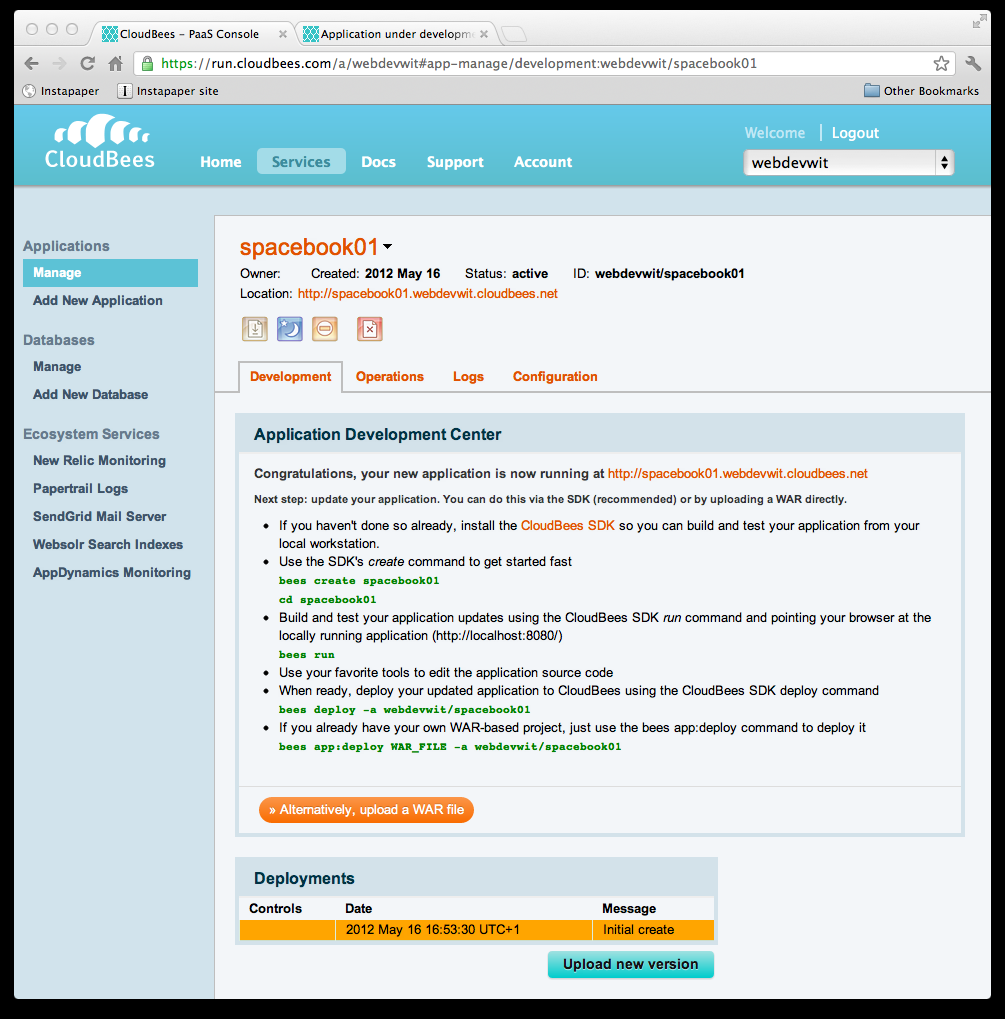 CloudBees – PaaS Console
Application under developm
https://run.cloudbees.com/a/webdevwit#app-manage/development:webdevwit/spacebook01
Instapaper
I Instapaper site
Other Bookmarks
CloudBees
Home
Services
Docs
Support
Account
Welcome
Logout
webdevwit
Applications
Manage
Add New Application
Databases
Manage
Add New Database
Ecosystem Services
New Relic Monitoring
Papertrail Logs
SendGrid Mail Server
Websolr Search Indexes
AppDynamics Monitoring
spacebook01
Owner: Created: 2012 May 16 Status: active ID: webdevwit/spacebook01
Location: http://spacebook01.webdevwit.cloudbees.net
Development
Operations
Logs
Configuration
Application Development Center
Congratulations, your new application is now running at http://spacebook01.webdevwit.cloudbees.net
Next step: update your application. You can do this via the SDK (recommended) or by uploading a WAR directly.
• If you haven't done so already, install the CloudBees SDK so you can build and test your application from your
local workstation.
• Use the SDK's create command to get started fast
bees create spacebook01
cd spacebook01
• Build and test your application updates using the CloudBees SDK run command and pointing your browser at the
locally running application (http://localhost:8080/)
bees run
• Use your favorite tools to edit the application source code
• When ready, deploy your updated application to CloudBees using the CloudBees SDK deploy command
bees deploy -a webdevwit/spacebook01
• If you already have your own WAR-based project, just use the bees app:deploy command to deploy it
bees app:deploy WAR_FILE -a webdevwit/spacebook01
» Alternatively, upload a WAR file
Deployments
Controls Date Message
2012 May 16 16:53:30 UTC+1 Initial create
Upload new version